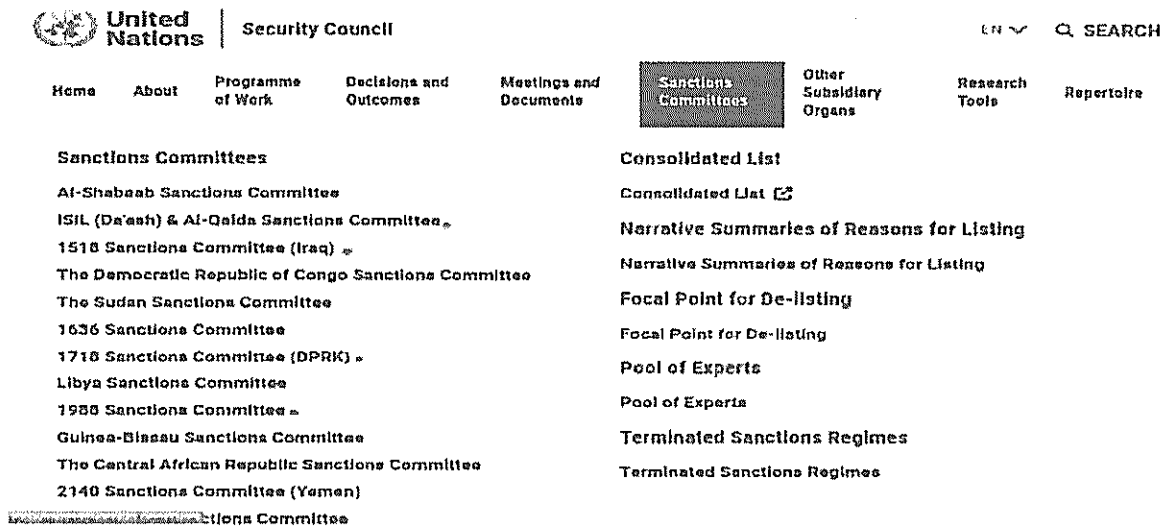 United Nations
Security Council
EN
SEARCH
Home
About
Programme of Work
Decisions and Outcomes
Meetings and Documents
Sanctions Committees
Other Subsidiary Organs
Research Tools
Repertoire
Sanctions Committees
Al-Shabaab Sanctions Committee
ISIL (Da'esh) & Al-Qaida Sanctions Committee
1518 Sanctions Committee (Iraq)
The Democratic Republic of Congo Sanctions Committee
The Sudan Sanctions Committee
1636 Sanctions Committee
1718 Sanctions Committee (DPRK)
Libya Sanctions Committee
1988 Sanctions Committee
Guinea-Bissau Sanctions Committee
The Central African Republic Sanctions Committee
2140 Sanctions Committee (Yemen)
ctions Committee
Consolidated List
Consolidated List
Narrative Summaries of Reasons for Listing
Narrative Summaries of Reasons for Listing
Focal Point for De-listing
Focal Point for De-listing
Pool of Experts
Pool of Experts
Terminated Sanctions Regimes
Terminated Sanctions Regimes